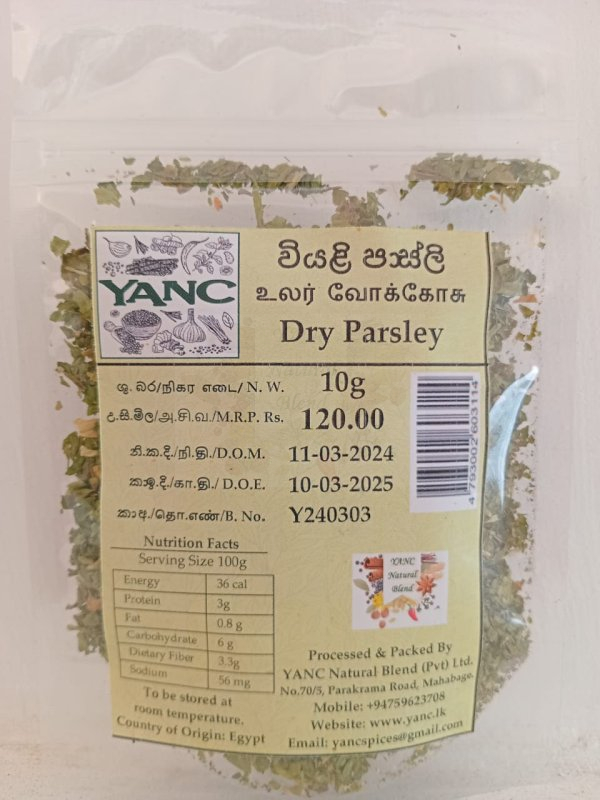 YANC
වියළි පස්ලි
உலர் வோக்கோசு
Dry Parsley
ශු. බර/நிகர எடை/ N. W. 10g
උ.සි.මිල/அ.சி.வ./M.R.P. Rs. 120.00
නි.ක.දි./நி.தி./D.O.M. 11-03-2024
කාඉ.දි./கா.தி./ D.O.E. 10-03-2025
කාඅ./தொ.எண்/B. No. Y240303
4 793002 603114
Nutrition Facts
Serving Size 100g
Energy 36 cal
Protein 3g
Fat 0.8 g
Carbohydrate 6 g
Dietary Fiber 3.3g
Sodium 56 mg
To be stored at
room temperature.
Country of Origin: Egypt
YANC
Natural
Blend
Processed & Packed By
YANC Natural Blend (Pvt) Ltd.
No.70/5, Parakrama Road, Mahabage.
Mobile: +94759623708
Website: www.yanc.lk
Email: yancspices@gmail.com